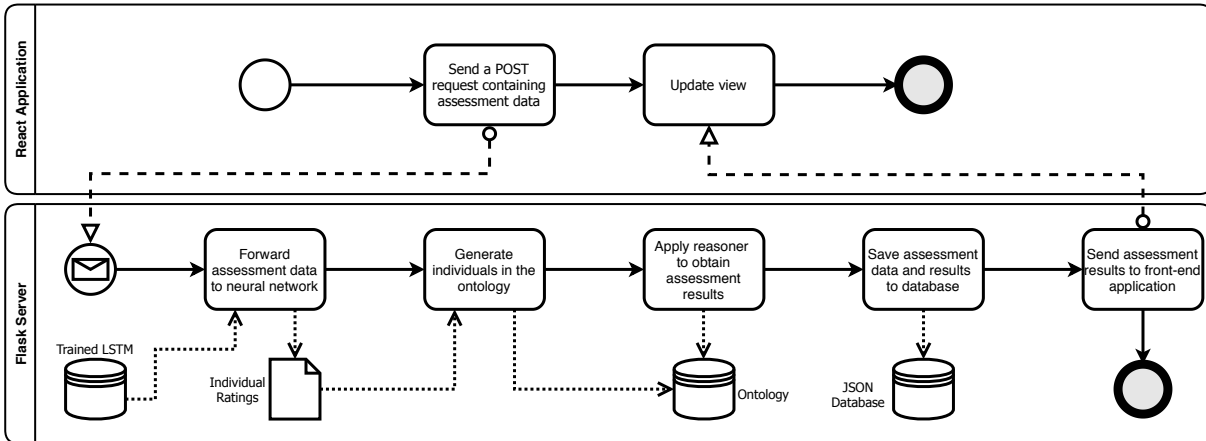 React Application
Send a POST
request containing
assessment data
Update view
Flask Server
Forward
assessment data
to neural network
Generate
individuals in the
ontology
Apply reasoner
to obtain
assessment
results
Save assessment
data and results
to database
Send assessment
results to front-end
application
Trained LSTM
Individual
Ratings
Ontology
JSON
Database